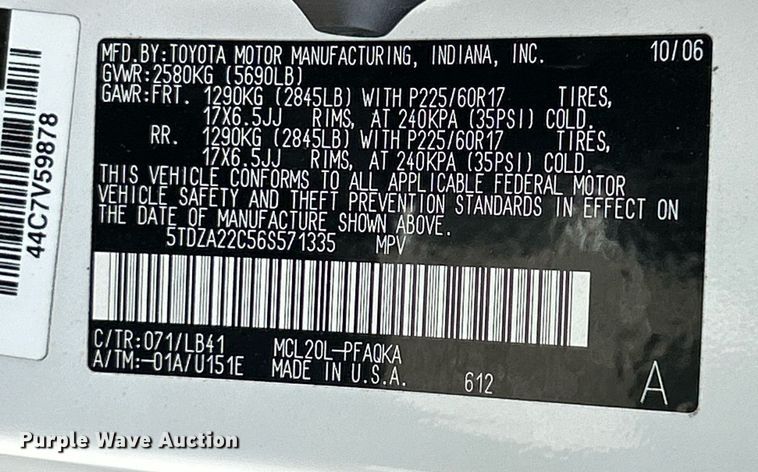 44C7V59878
MFD.BY:TOYOTA MOTOR MANUFACTURING, INDIANA, INC. 10/06
GVWR:2580KG (5690LB)
GAWR:FRT. 1290KG (2845LB) WITH P225/60R17 TIRES,
17X6.5JJ RIMS, AT 240KPA (35PSI) COLD.
RR. 1290KG (2845LB) WITH P225/60R17 TIRES,
17X6.5JJ RIMS, AT 240KPA (35PSI) COLD.
THIS VEHICLE CONFORMS TO ALL APPLICABLE FEDERAL MOTOR
VEHICLE SAFETY AND THEFT PREVENTION STANDARDS IN EFFECT ON
THE DATE OF MANUFACTURE SHOWN ABOVE.
5TDZA22C56S571335 MPV
C/TR:071/LB41 MCL20L-PFAQKA
A/TM:-01A/U151E MADE IN U.S.A. 612 A
Purple Wave Auction